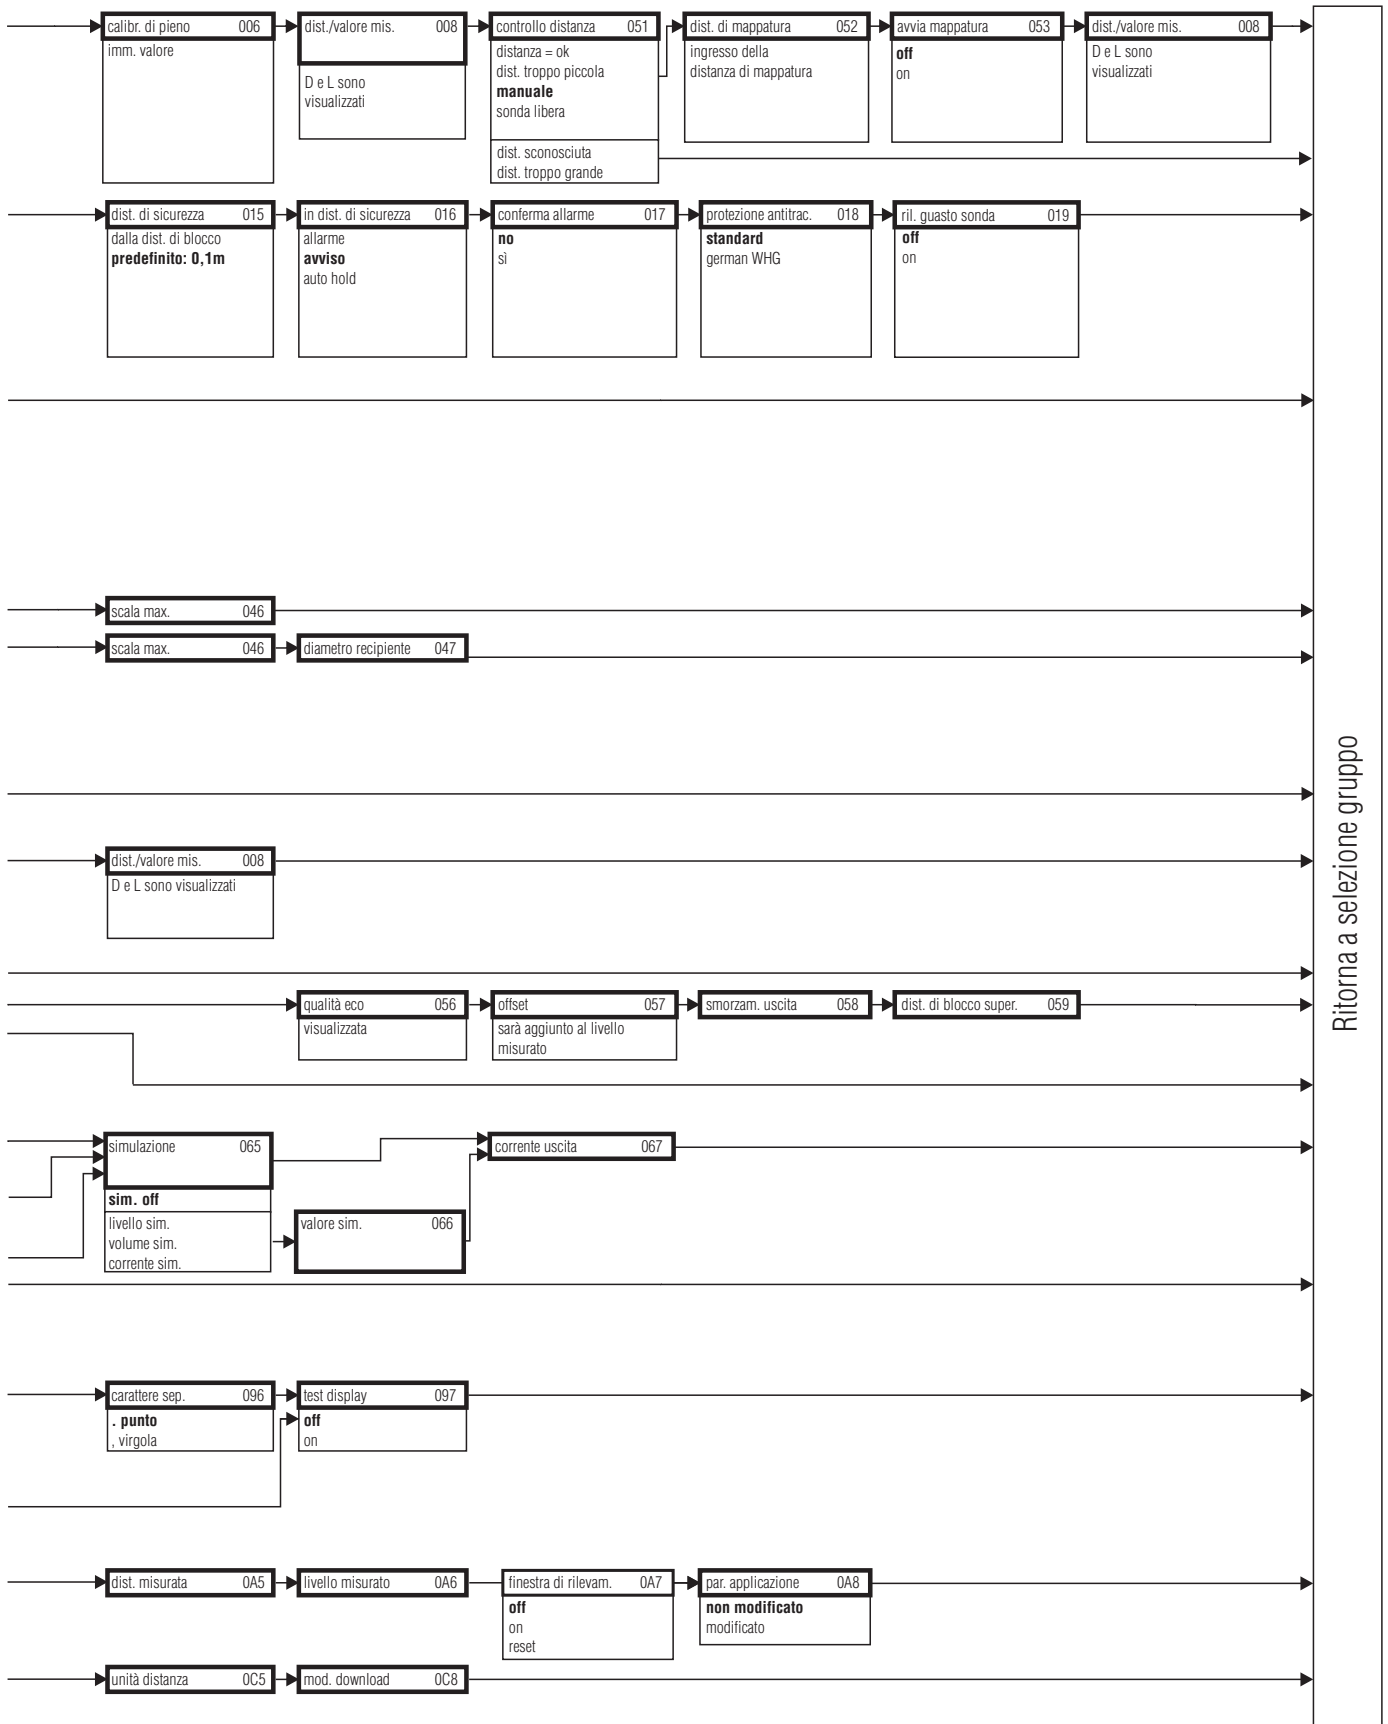 calibr. di pieno 006
imm. valore
dist./valore mis. 008
D e L sono
visualizzati
controllo distanza 051
distanza = ok
dist. troppo piccola
manuale
sonda libera
dist. sconosciuta
dist. troppo grande
dist. di mappatura 052
ingresso della
distanza di mappatura
avvia mappatura 053
off
on
dist./valore mis. 008
D e L sono
visualizzati
dist. di sicurezza 015
dalla dist. di blocco
predefinito: 0,1m
in dist. di sicurezza 016
allarme
avviso
auto hold
conferma allarme 017
no
sì
protezione antitrac. 018
standard
german WHG
ril. guasto sonda 019
off
on
scala max. 046
scala max. 046
diametro recipiente 047
dist./valore mis. 008
D e L sono visualizzati
qualità eco 056
visualizzata
offset 057
sarà aggiunto al livello
misurato
smorzam. uscita 058
dist. di blocco super. 059
simulazione 065
sim. off
livello sim.
volume sim.
corrente sim.
valore sim. 066
corrente uscita 067
carattere sep. 096
. punto
, virgola
test display 097
off
on
dist. misurata 0A5
livello misurato 0A6
finestra di rilevam. 0A7
off
on
reset
par. applicazione 0A8
non modificato
modificato
unità distanza 0C5
mod. download 0C8
Ritorna a selezione gruppo